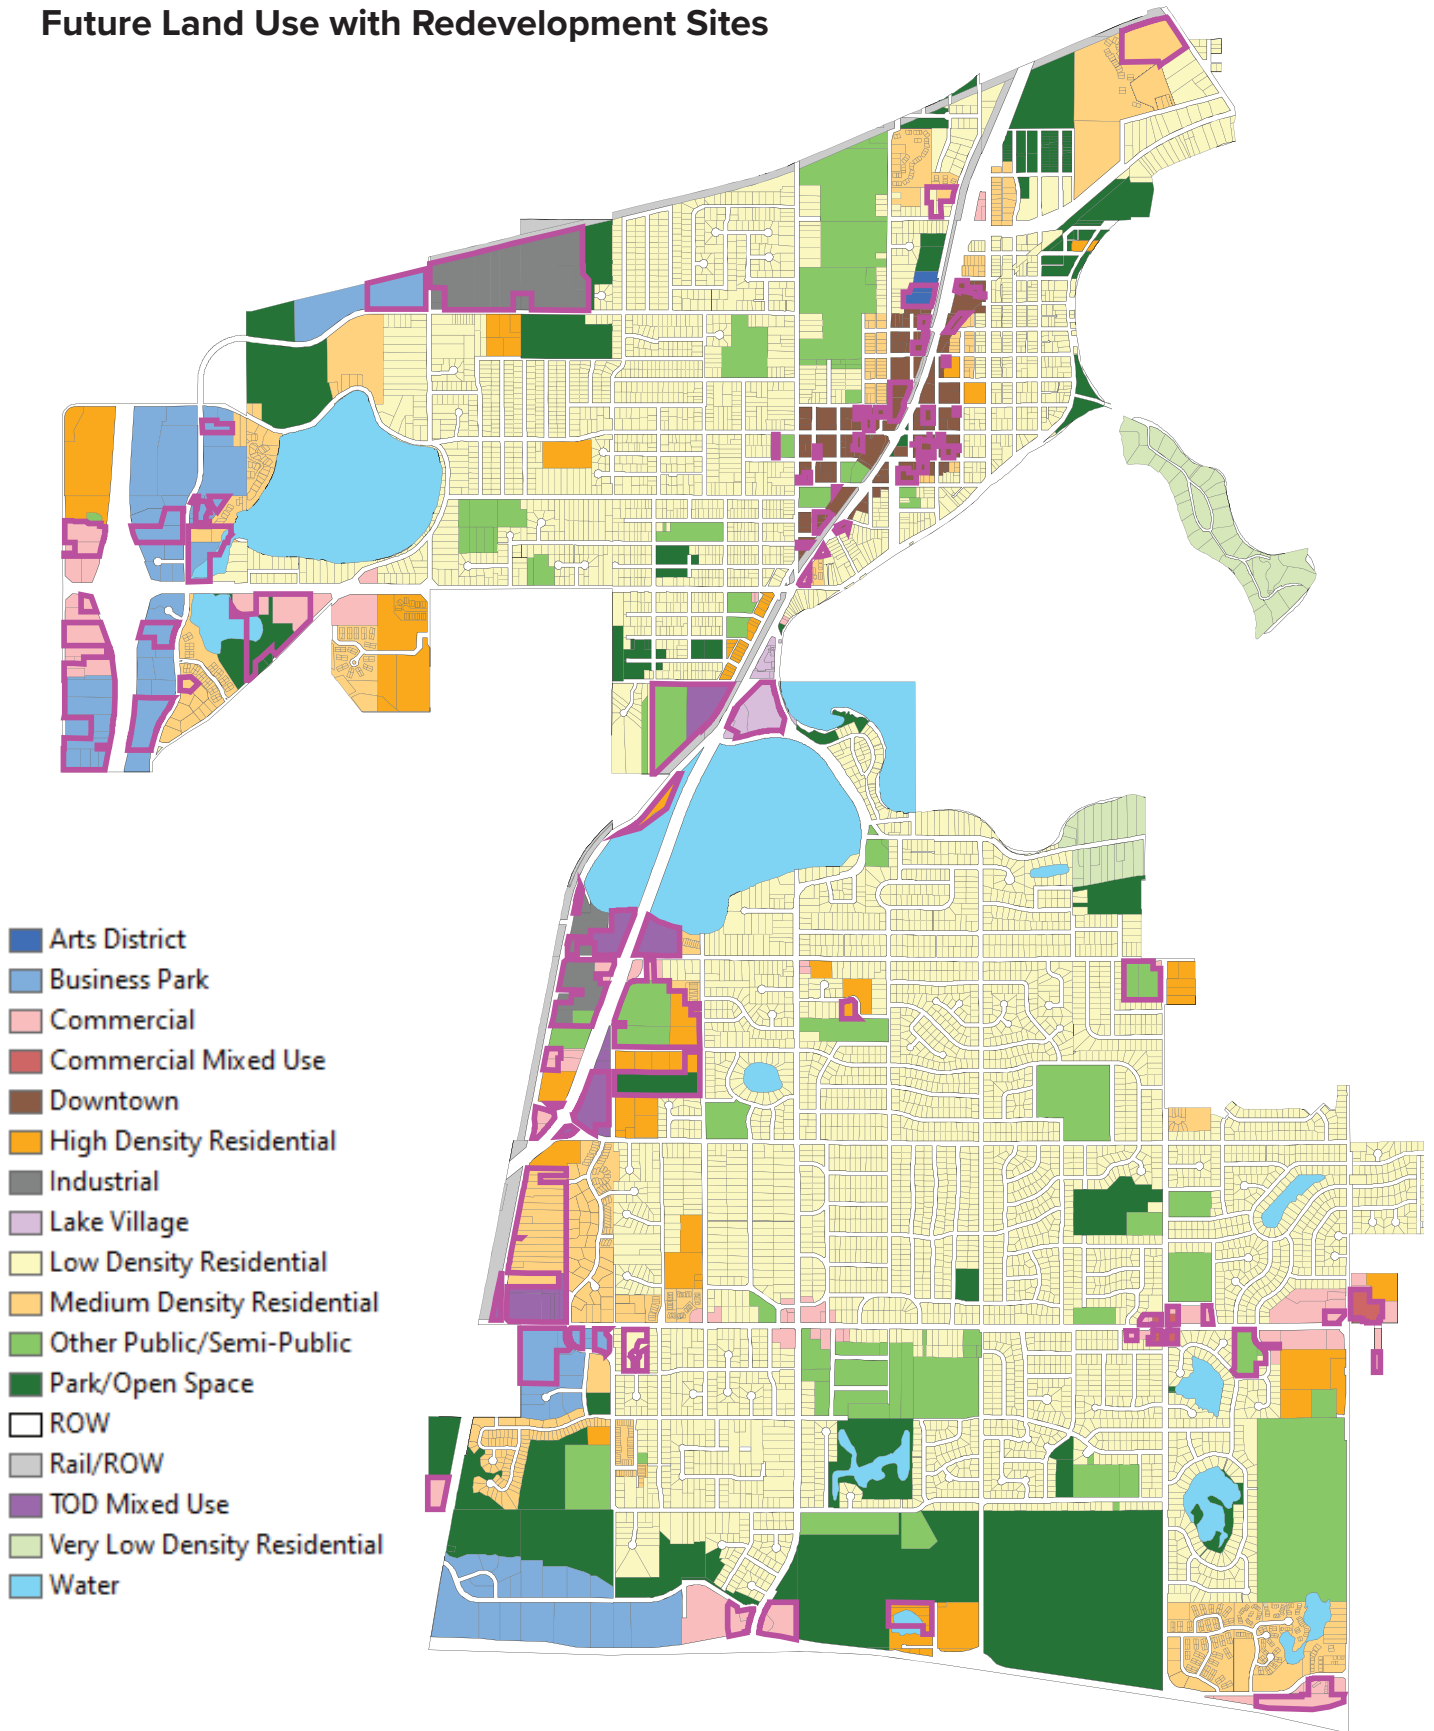 Future Land Use with Redevelopment Sites
Arts District
Business Park
Commercial
Commercial Mixed Use
Downtown
High Density Residential
Industrial
Lake Village
Low Density Residential
Medium Density Residential
Other Public/Semi-Public
Park/Open Space
ROW
Rail/ROW
TOD Mixed Use
Very Low Density Residential
Water